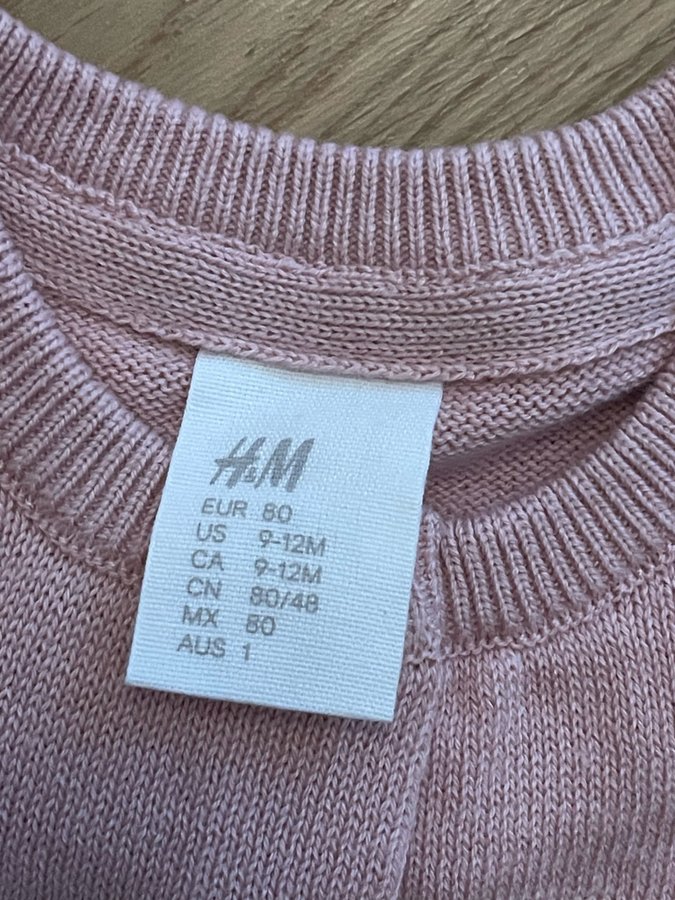 H&M
EUR 80
US 9-12M
CA 9-12M
CN 80/48
MX 80
AUS 1